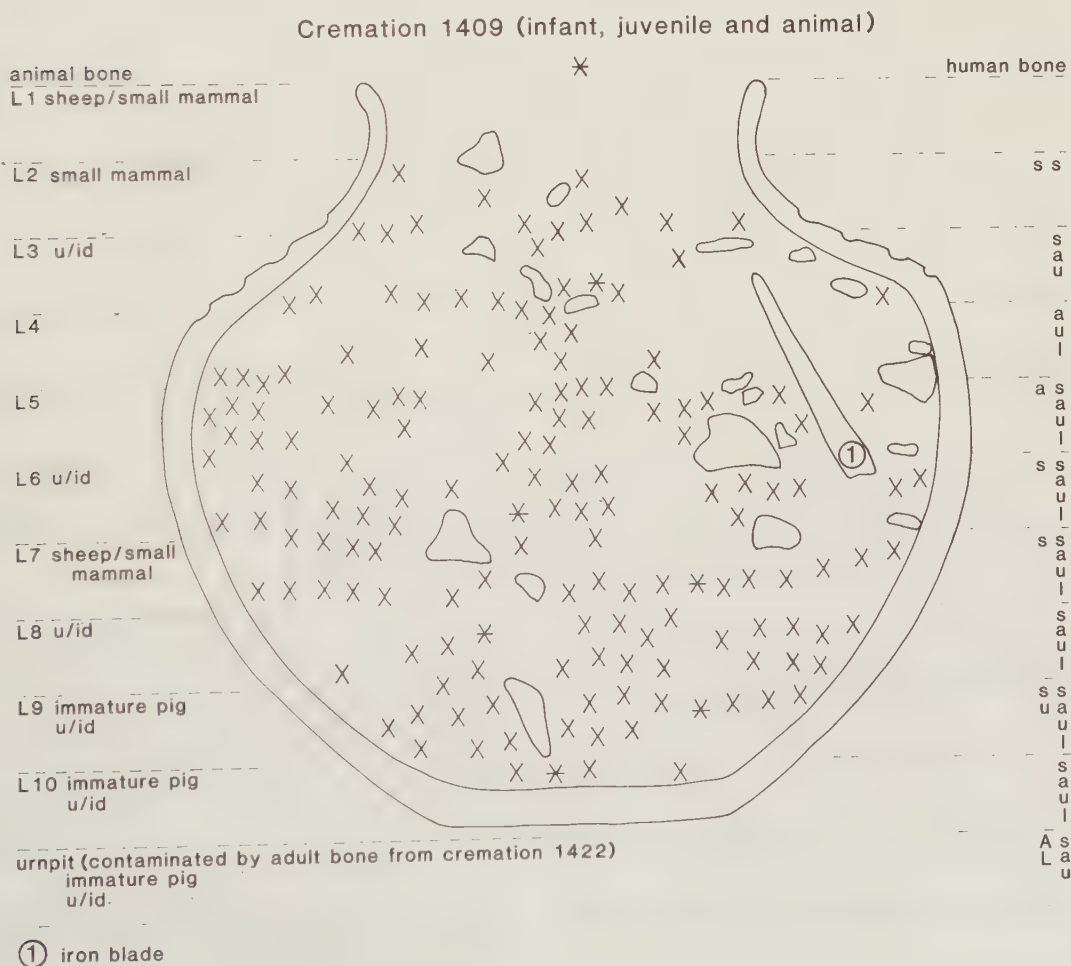 Cremation 1409 (infant, juvenile and animal)
animal bone
human bone
L1 sheep/small mammal
L2 small mammal
s s
L3 u/id
s
a
u
L4
a
u
l
L5
a s
a
u
l
L6 u/id
s s
a
u
l
L7 sheep/small
mammal
s s
a
u
l
L8 u/id
s
a
u
l
L9 immature pig
u/id
s s
u a
u
l
L10 immature pig
u/id
s
a
u
l
urnpit (contaminated by adult bone from cremation 1422)
immature pig
u/id.
A s
L a
u
1
① iron blade